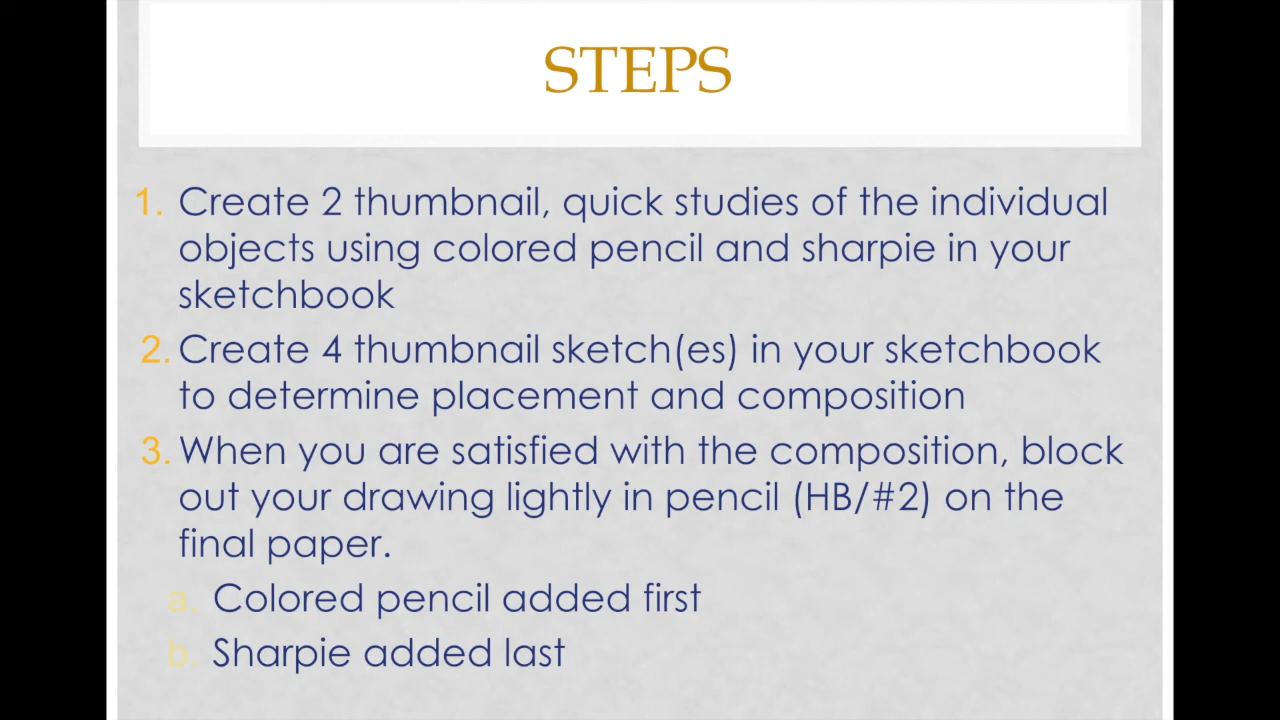 STEPS
1. Create 2 thumbnail, quick studies of the individual
objects using colored pencil and sharpie in your
sketchbook
2. Create 4 thumbnail sketch(es) in your sketchbook
to determine placement and composition
3. When you are satisfied with the composition, block
out your drawing lightly in pencil (HB/#2) on the
final paper.
a. Colored pencil added first
b. Sharpie added last